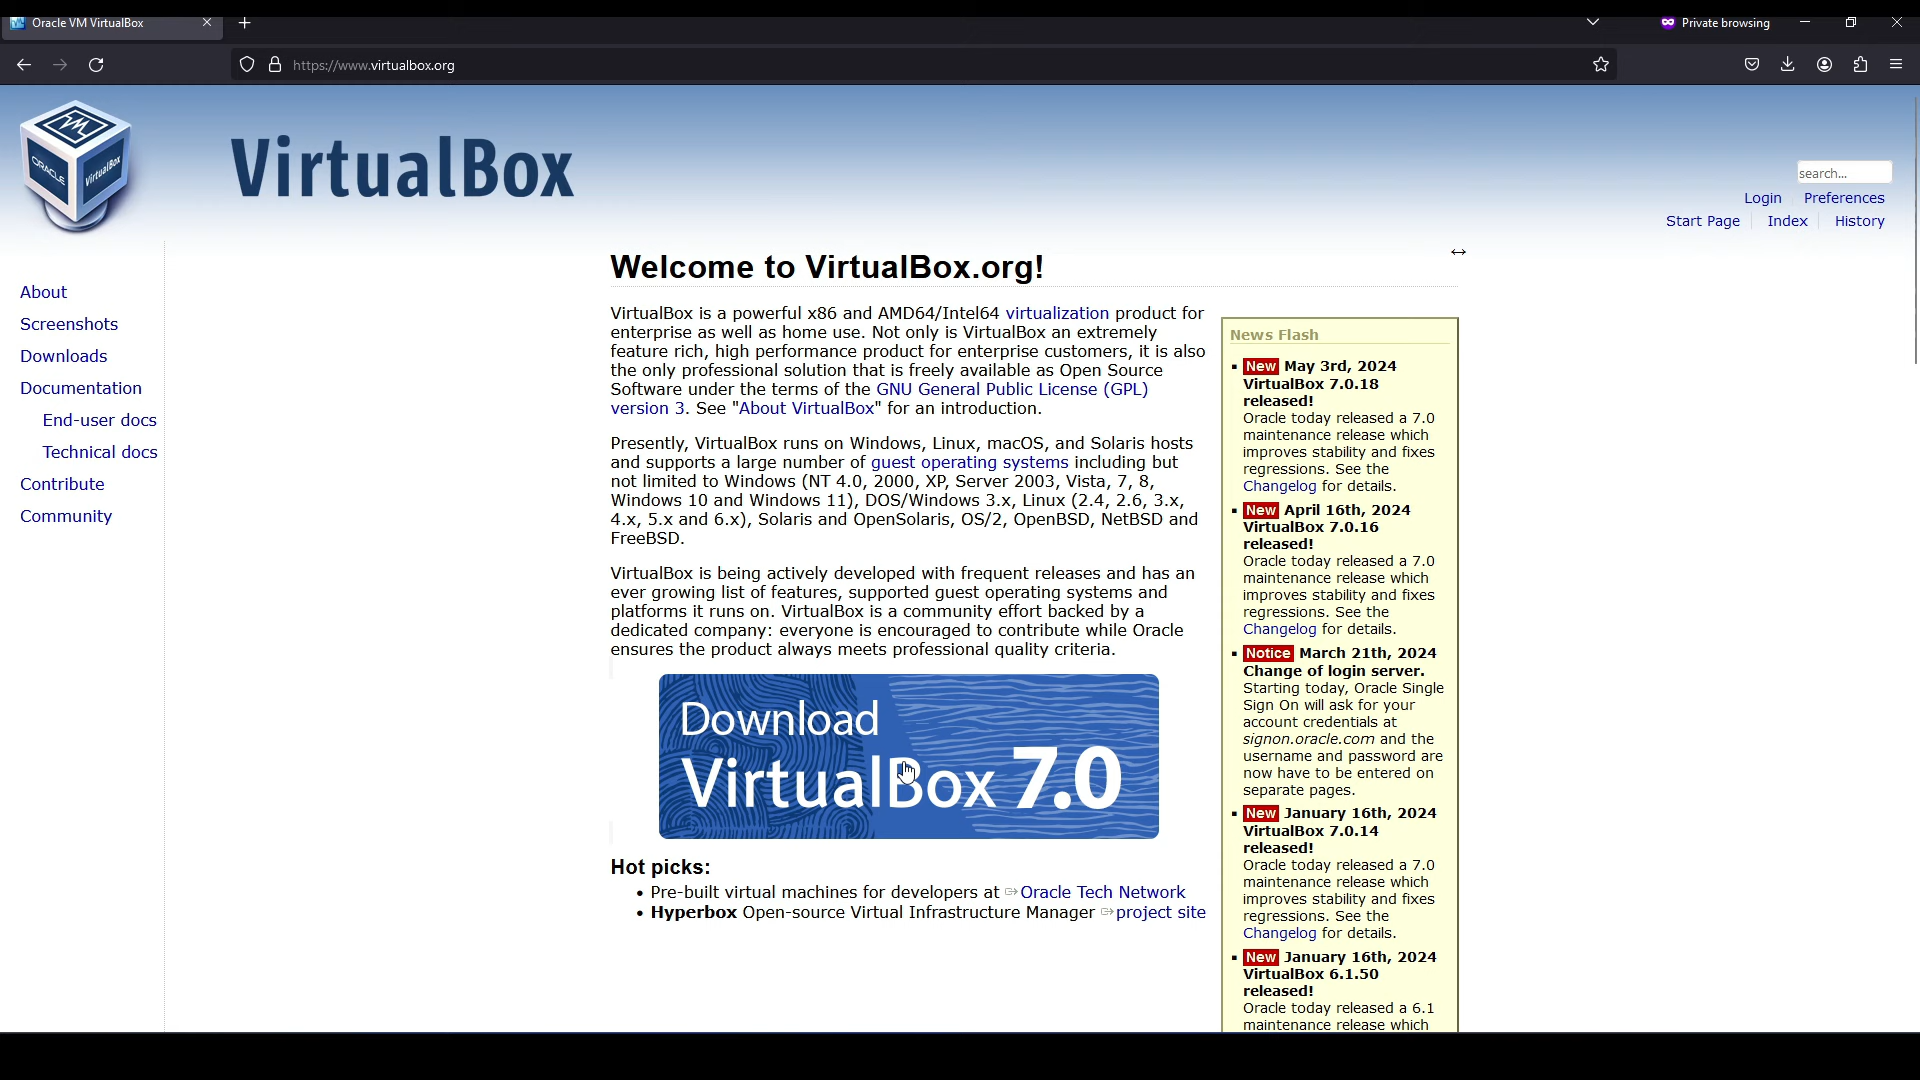 Oracle VM VirtualBox
Private browsing
https://www.virtualbox.org
ORACLE
VirtualBox
VirtualBox
search...
Login Preferences
Start Page Index History
About
Screenshots
Downloads
Documentation
End-user docs
Technical docs
Contribute
Community
Welcome to VirtualBox.org!
VirtualBox is a powerful x86 and AMD64/Intel64 virtualization product for
enterprise as well as home use. Not only is VirtualBox an extremely
feature rich, high performance product for enterprise customers, it is also
the only professional solution that is freely available as Open Source
Software under the terms of the GNU General Public License (GPL)
version 3. See "About VirtualBox" for an introduction.
Presently, VirtualBox runs on Windows, Linux, macOS, and Solaris hosts
and supports a large number of guest operating systems including but
not limited to Windows (NT 4.0, 2000, XP, Server 2003, Vista, 7, 8,
Windows 10 and Windows 11), DOS/Windows 3.x, Linux (2.4, 2.6, 3.x,
4.x, 5.x and 6.x), Solaris and OpenSolaris, OS/2, OpenBSD, NetBSD and
FreeBSD.
VirtualBox is being actively developed with frequent releases and has an
ever growing list of features, supported guest operating systems and
platforms it runs on. VirtualBox is a community effort backed by a
dedicated company: everyone is encouraged to contribute while Oracle
ensures the product always meets professional quality criteria.
Download
VirtualBox 7.0
Hot picks:
• Pre-built virtual machines for developers at Oracle Tech Network
• Hyperbox Open-source Virtual Infrastructure Manager project site
News Flash
New May 3rd, 2024
VirtualBox 7.0.18
released!
Oracle today released a 7.0
maintenance release which
improves stability and fixes
regressions. See the
Changelog for details.
New April 16th, 2024
VirtualBox 7.0.16
released!
Oracle today released a 7.0
maintenance release which
improves stability and fixes
regressions. See the
Changelog for details.
Notice March 21th, 2024
Change of login server.
Starting today, Oracle Single
Sign On will ask for your
account credentials at
signon.oracle.com and the
username and password are
now have to be entered on
separate pages.
New January 16th, 2024
VirtualBox 7.0.14
released!
Oracle today released a 7.0
maintenance release which
improves stability and fixes
regressions. See the
Changelog for details.
New January 16th, 2024
VirtualBox 6.1.50
released!
Oracle today released a 6.1
maintenance release which